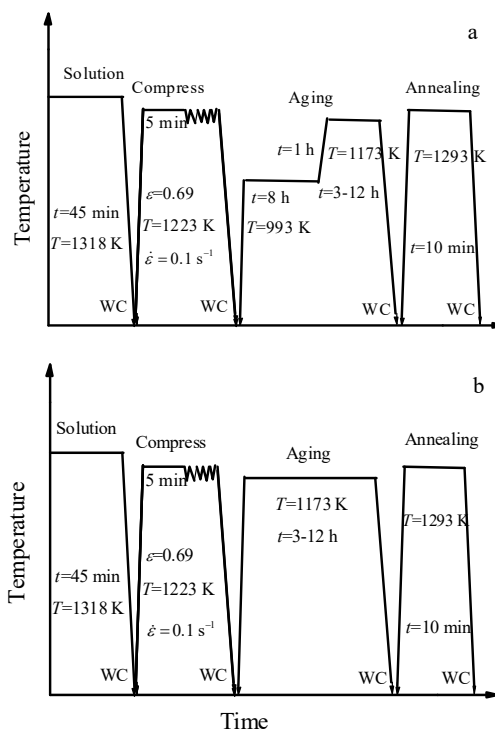 a
Solution
Compress
Aging
Annealing
5 min
t=1 h
T=1173 K
T=1293 K
ε=0.69
t=8 h
t=3-12 h
t=45 min
T=1223 K
T=993 K
T=1318 K
ε̇ = 0.1 s⁻¹
t=10 min
WC
WC
WC
WC
Temperature
b
Solution
Compress
Aging
Annealing
5 min
T=1173 K
T=1293 K
t=3-12 h
ε=0.69
t=45 min
T=1223 K
T=1318 K
ε̇ = 0.1 s⁻¹
t=10 min
WC
WC
WC
WC
Temperature
Time